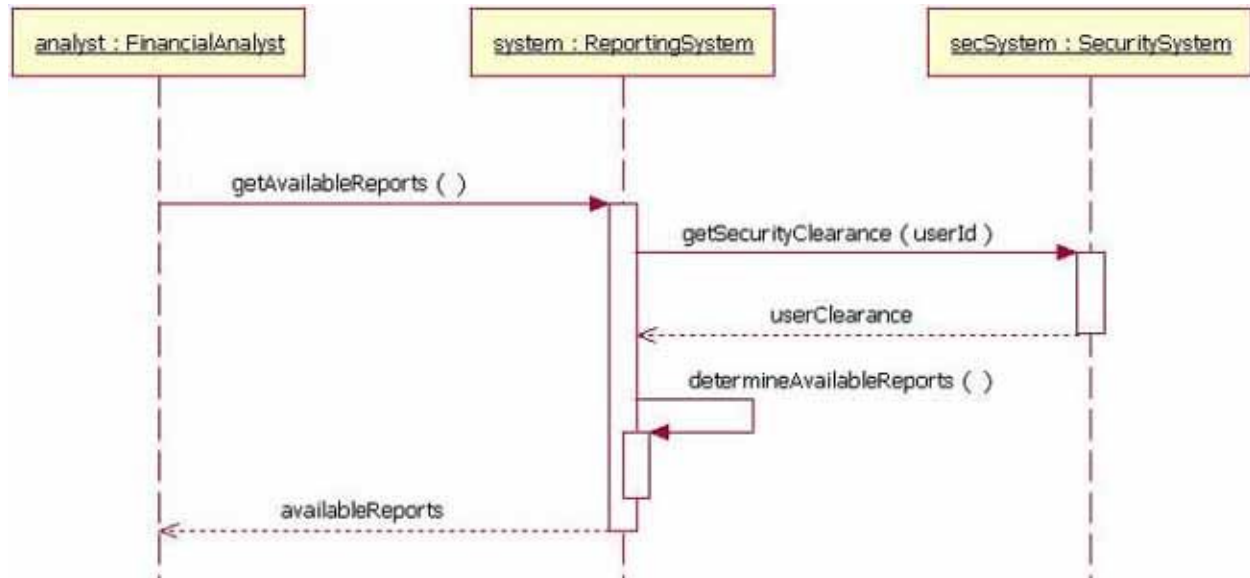 analyst : FinancialAnalyst
system : ReportingSystem
secSystem : SecuritySystem
getAvailableReports ( )
getSecurityClearance ( userId )
userClearance
determineAvailableReports ( )
availableReports